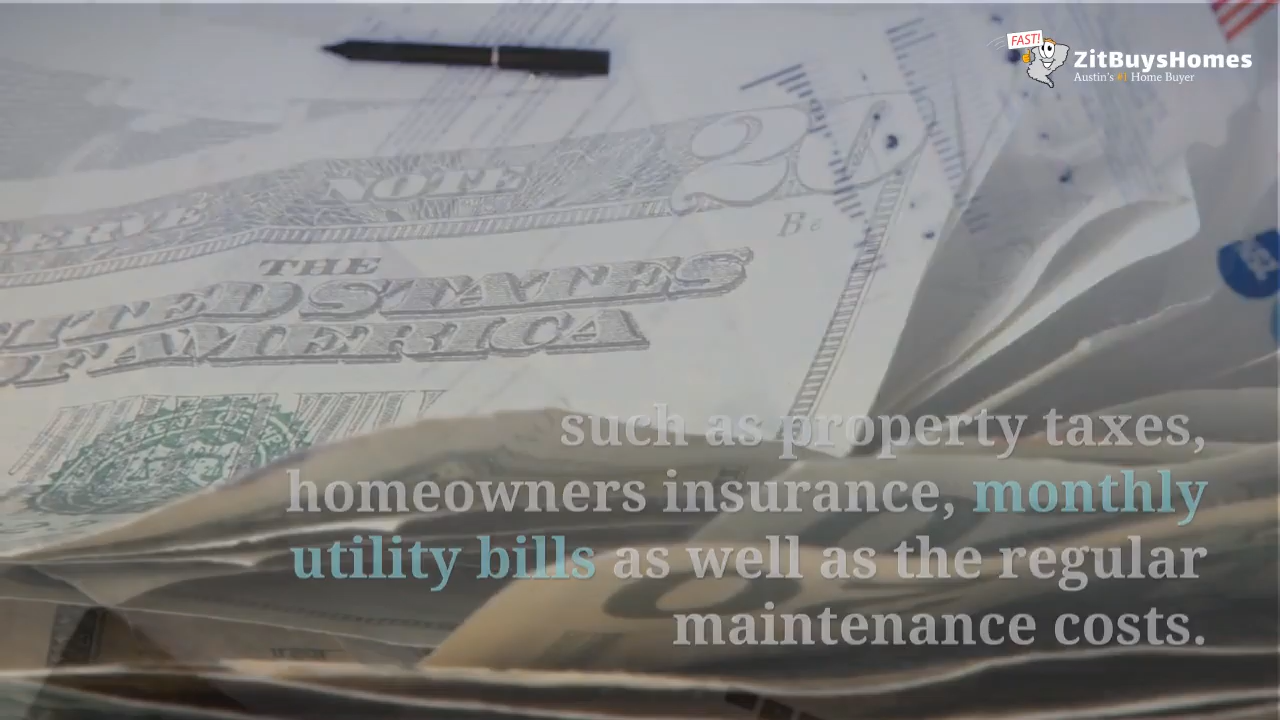 FAST!
ZitBuysHomes
Austin's #1 Home Buyer
NOTE
20
THE
STATES
OF AMERICA
such as property taxes,
homeowners insurance, monthly
utility bills as well as the regular
maintenance costs.